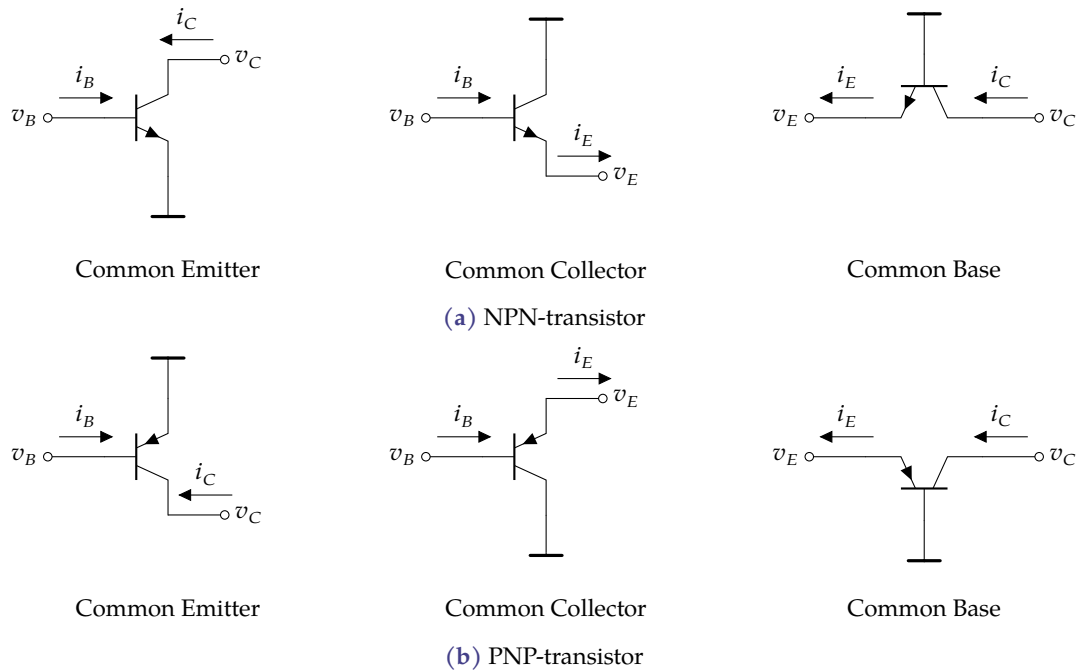 i_C
i_B
v_C
v_B
Common Emitter
i_B
v_B
i_E
v_E
Common Collector
i_E
i_C
v_E
v_C
Common Base
(a) NPN-transistor
i_B
v_B
i_C
v_C
Common Emitter
i_E
v_E
i_B
v_B
Common Collector
i_E
i_C
v_E
v_C
Common Base
(b) PNP-transistor